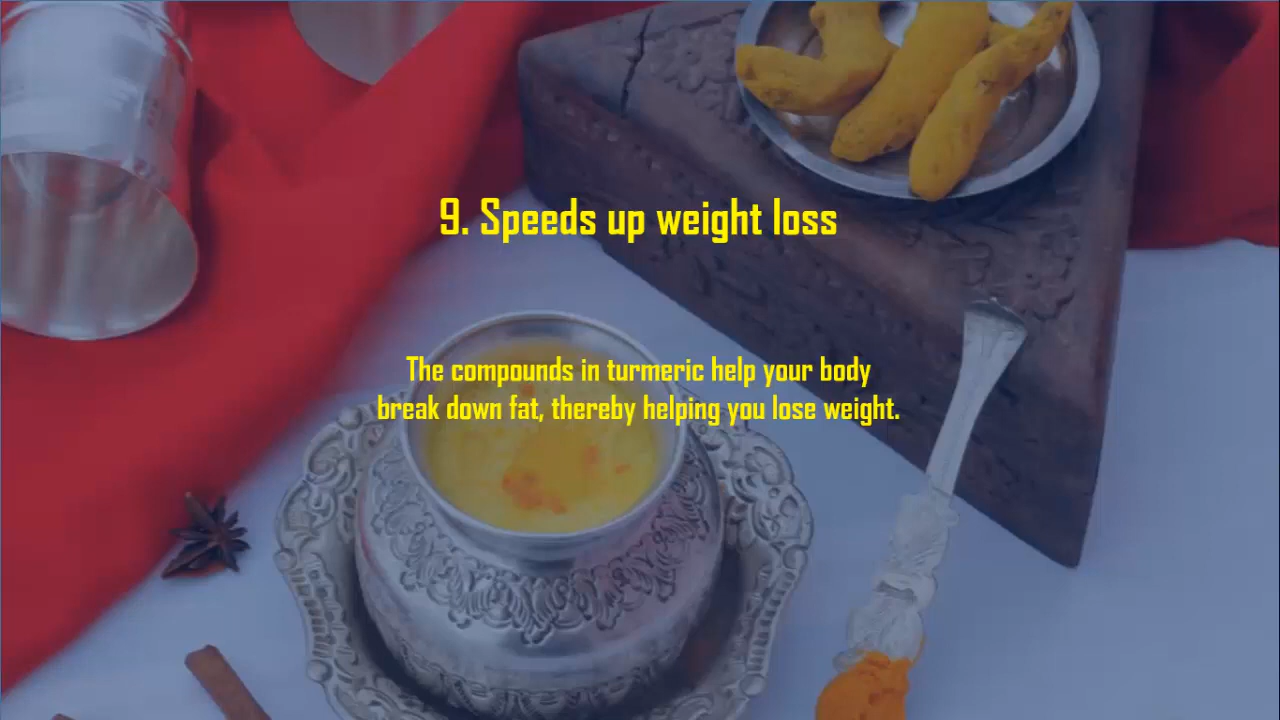 9. Speeds up weight loss
The compounds in turmeric help your body
break down fat, thereby helping you lose weight.